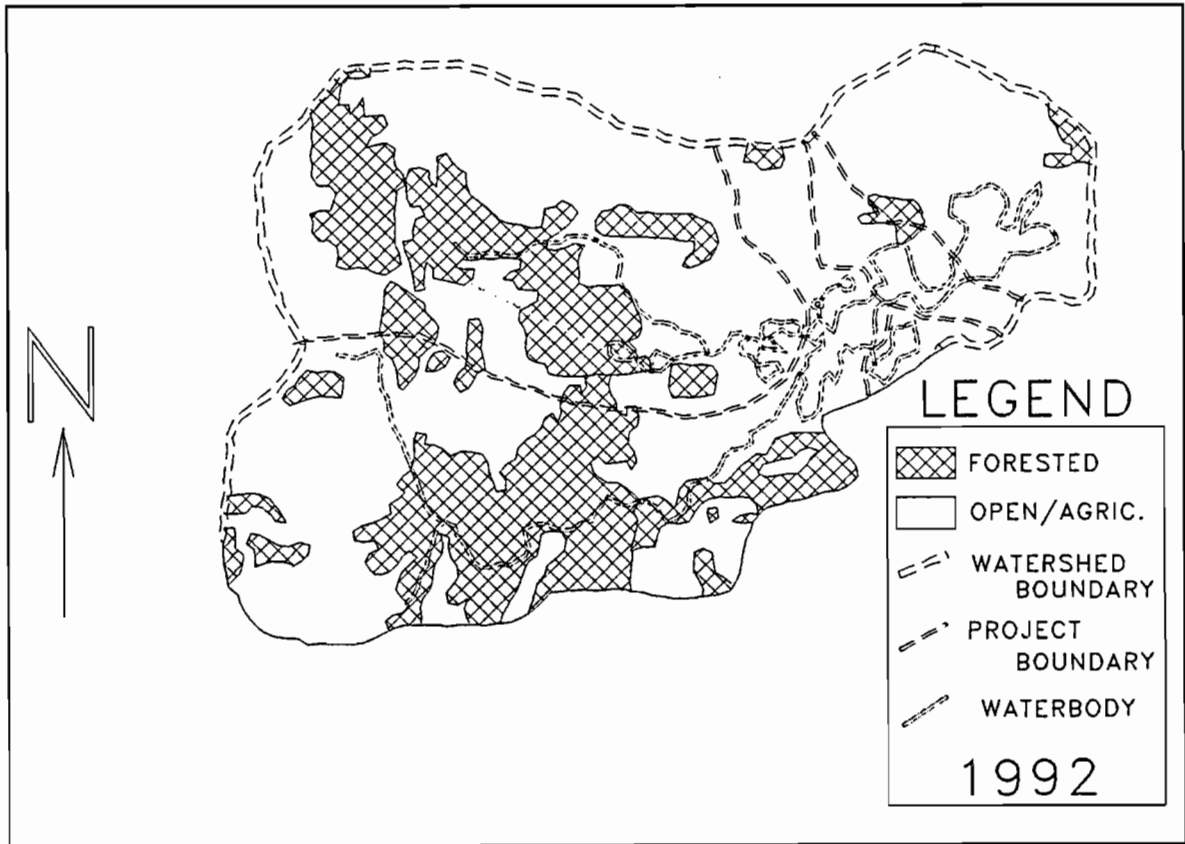 N
LEGEND
FORESTED
OPEN/AGRIC.
WATERSHED
BOUNDARY
PROJECT
BOUNDARY
WATERBODY
1992